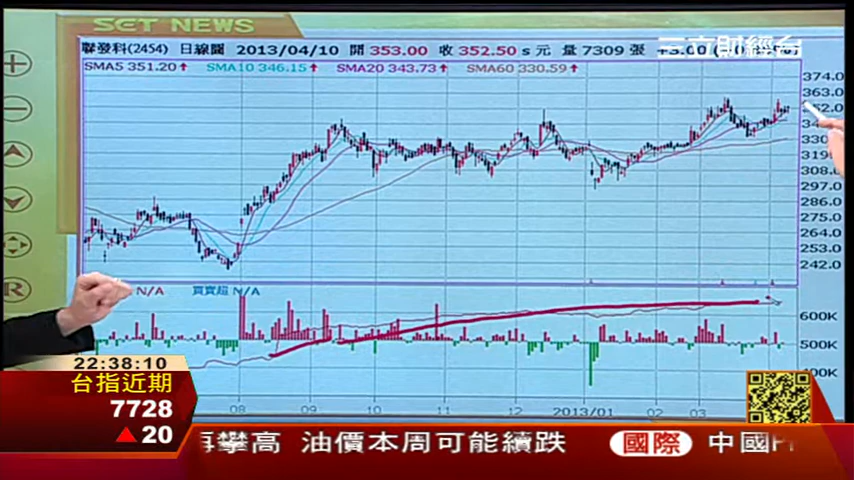 SET NEWS
三立財經台
聯發科(2454) 日線圖 2013/04/10 開 353.00 收 352.50 s 元 量 7309 張 +3.00
SMA5 351.20↑ SMA10 346.15↑ SMA20 343.73↑ SMA60 330.59↑
374.0
363.0
319
308.
297.0
286.0
275.0
264.0
253.0
242.0
N/A 買賣超 N/A
600K
500K
400K
R
08 09 10 11 12 2013/01 02 03
22:38:10
台指近期
7728
▲20
再攀高 油價本周可能續跌 國際 中國